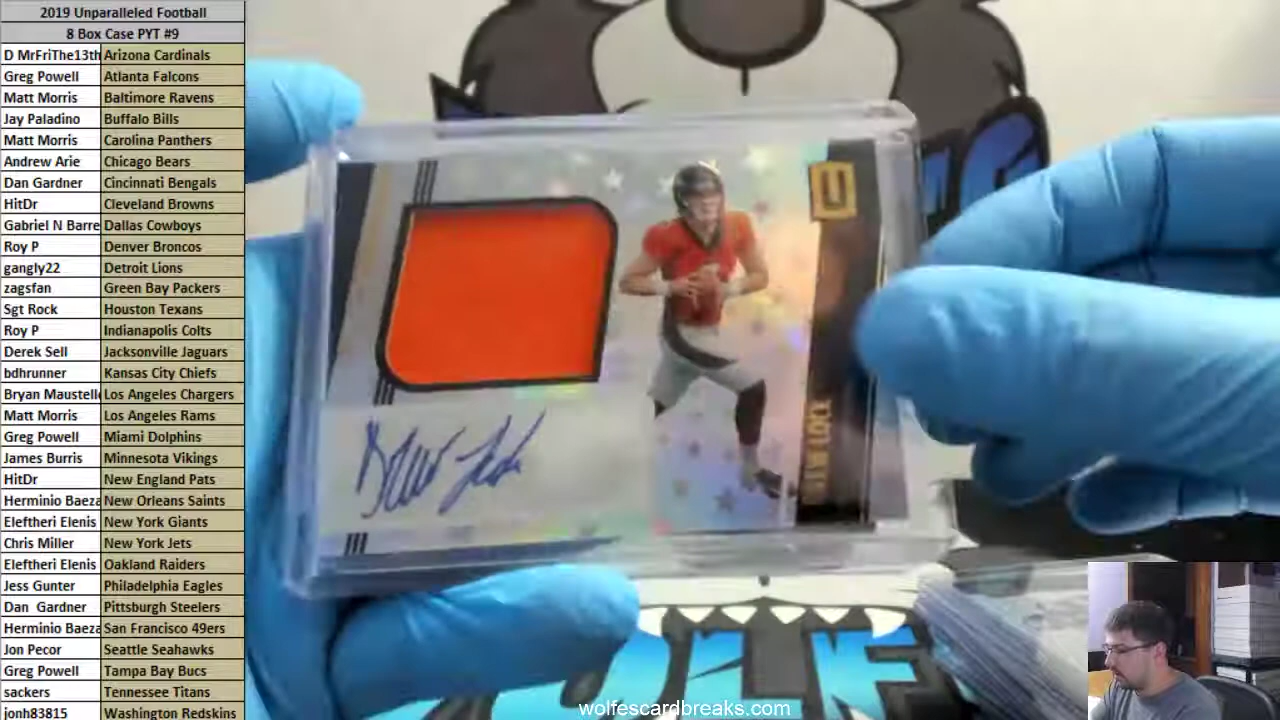 2019 Unparalleled Football
8 Box Case PYT #9
D MrFriThe13th Arizona Cardinals
Greg Powell Atlanta Falcons
Matt Morris Baltimore Ravens
Jay Paladino Buffalo Bills
Matt Morris Carolina Panthers
Andrew Arie Chicago Bears
Dan Gardner Cincinnati Bengals
HitDr Cleveland Browns
Gabriel N Barre Dallas Cowboys
Roy P Denver Broncos
gangly22 Detroit Lions
zagsfan Green Bay Packers
Sgt Rock Houston Texans
Roy P Indianapolis Colts
Derek Sell Jacksonville Jaguars
bdhrunner Kansas City Chiefs
Bryan Maustelle Los Angeles Chargers
Matt Morris Los Angeles Rams
Greg Powell Miami Dolphins
James Burris Minnesota Vikings
HitDr New England Pats
Herminio Baeza New Orleans Saints
Eleftheri Elenis New York Giants
Chris Miller New York Jets
Eleftheri Elenis Oakland Raiders
Jess Gunter Philadelphia Eagles
Dan Gardner Pittsburgh Steelers
Herminio Baeza San Francisco 49ers
Jon Pecor Seattle Seahawks
Greg Powell Tampa Bay Bucs
sackers Tennessee Titans
jonh83815 Washington Redskins
U
DREW LOCK
Drew Lock
OLF
wolfescardbreaks.com